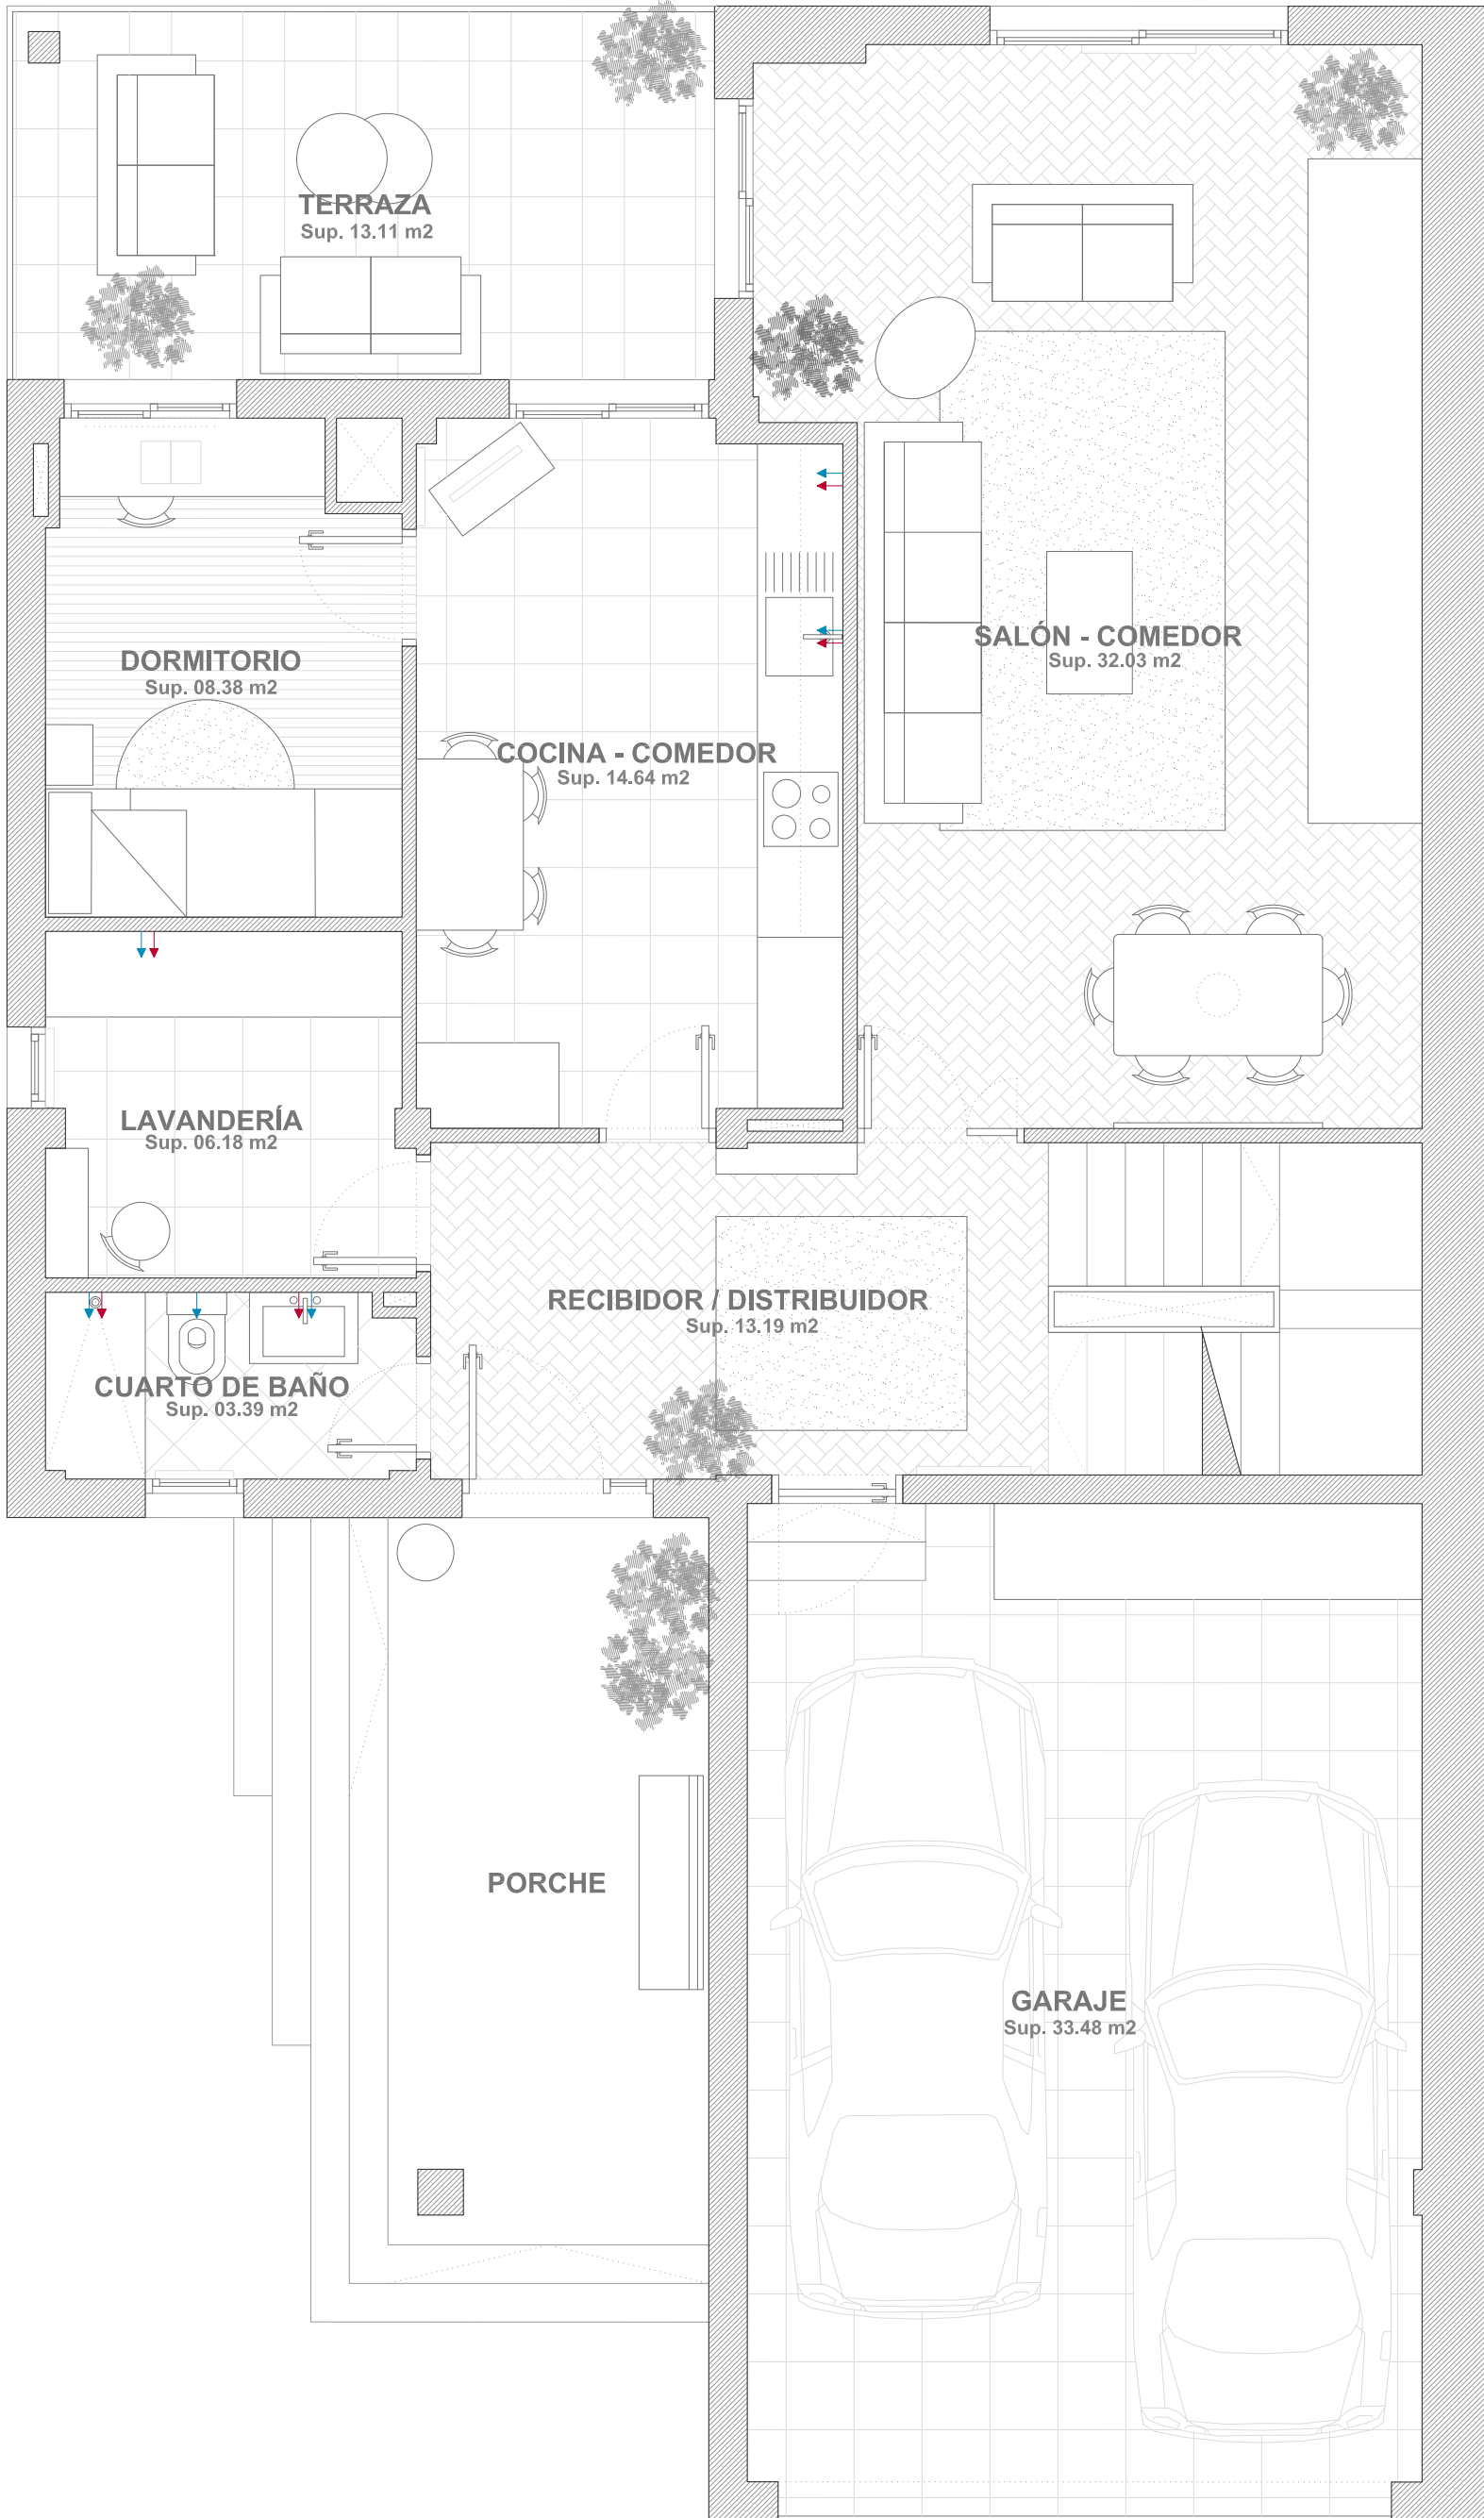 TERRAZA
Sup. 13.11 m2
SALÓN - COMEDOR
Sup. 32.03 m2
DORMITORIO
Sup. 08.38 m2
COCINA - COMEDOR
Sup. 14.64 m2
LAVANDERÍA
Sup. 06.18 m2
RECIBIDOR / DISTRIBUIDOR
Sup. 13.19 m2
CUARTO DE BAÑO
Sup. 03.39 m2
PORCHE
GARAJE
Sup. 33.48 m2